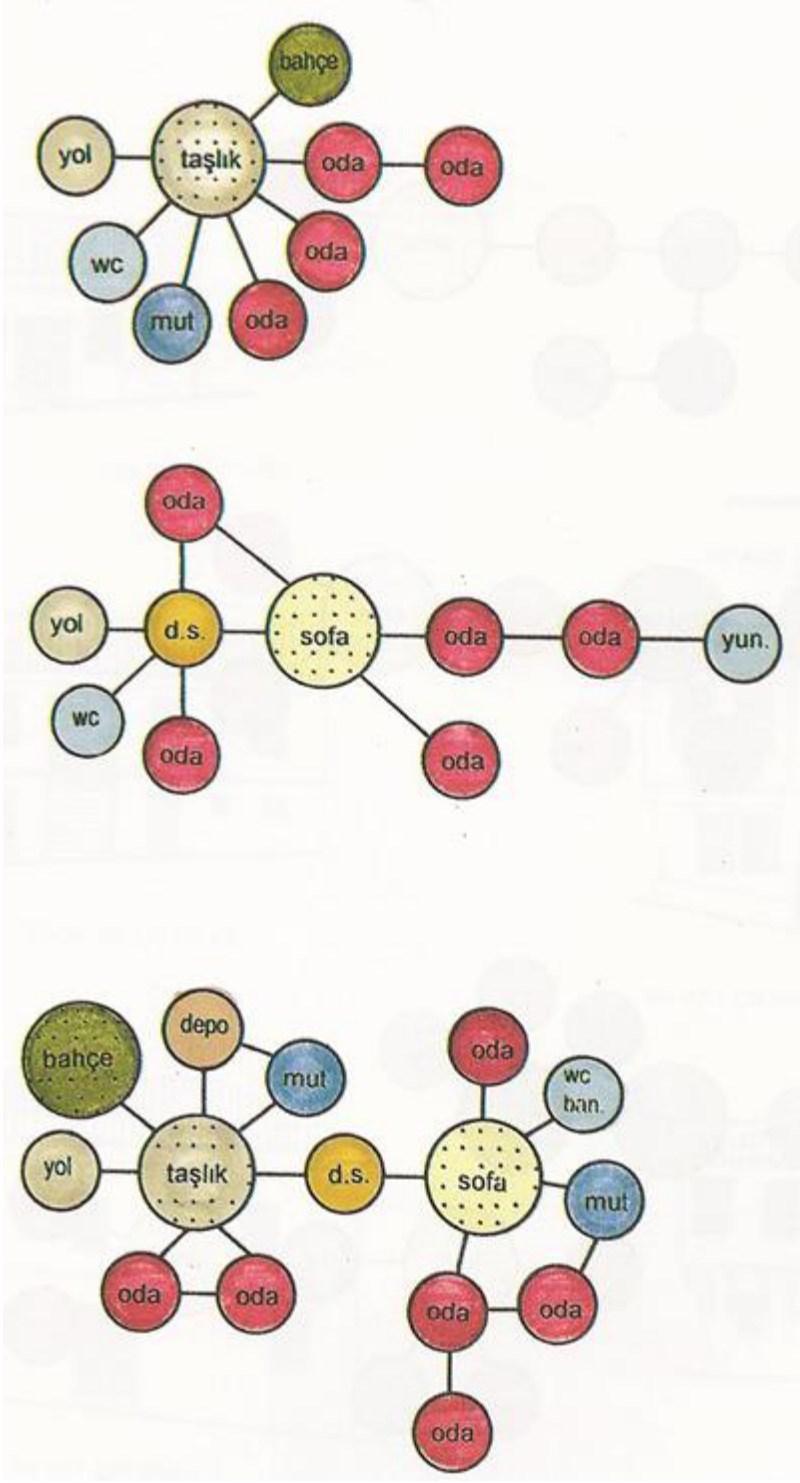 bahçe
yol
taşlık
oda
oda
oda
wc
mut
oda
oda
yol
d.s.
sofa
oda
oda
yun.
wc
oda
oda
depo
bahçe
oda
mut
wc
ban.
yol
taşlık
d.s.
sofa
mut
oda
oda
oda
oda
oda